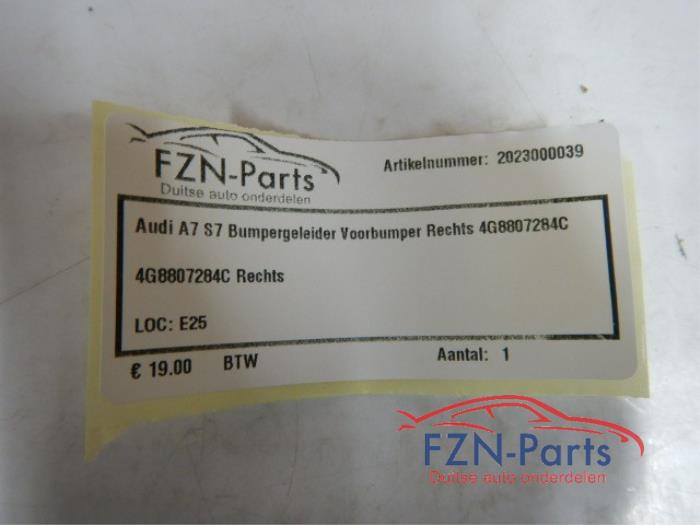 FZN-Parts
Duitse auto onderdelen
Artikelnummer: 2023000039
Audi A7 S7 Bumpergeleider Voorbumper Rechts 4G8807284C
4G8807284C Rechts
LOC: E25
€ 19.00 BTW Aantal: 1
FZN-Parts
Duitse auto onderdelen